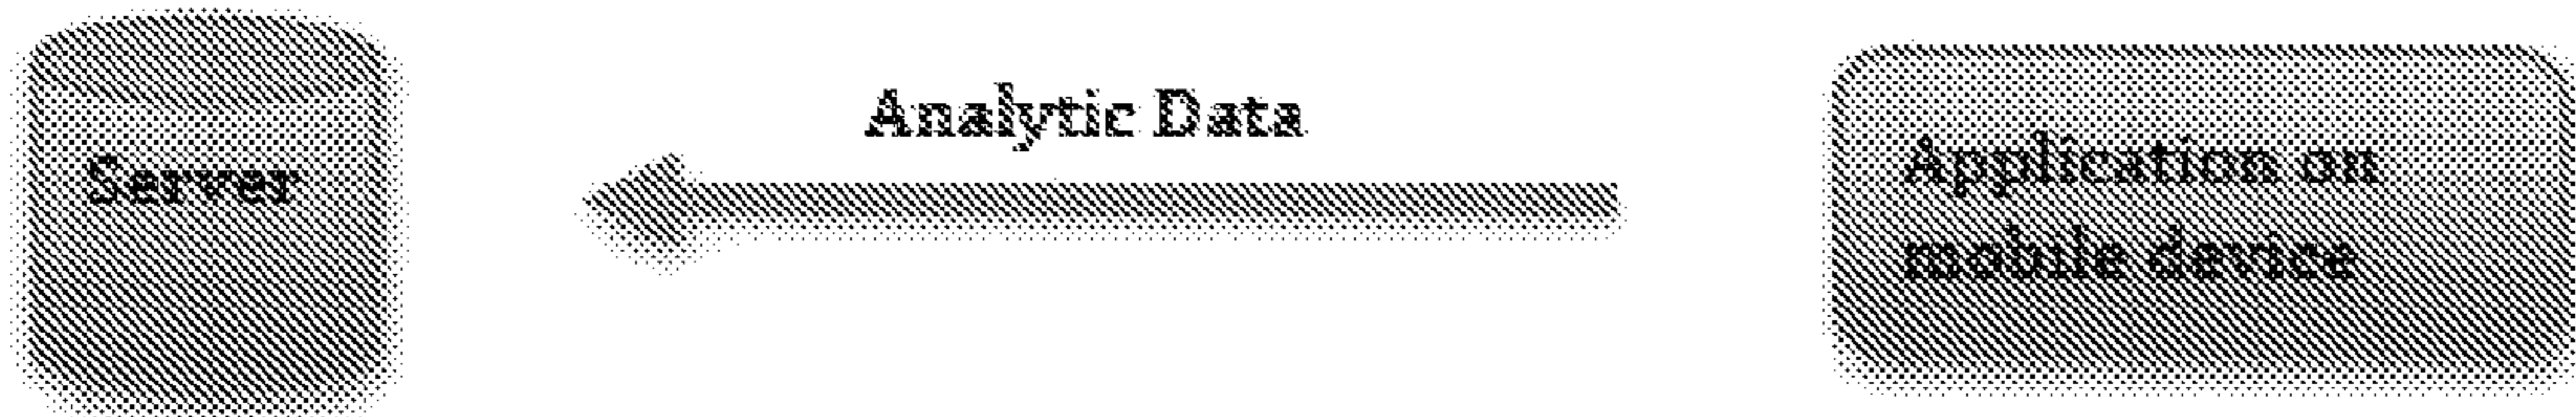 Server
Analytic Data
Application on
mobile device